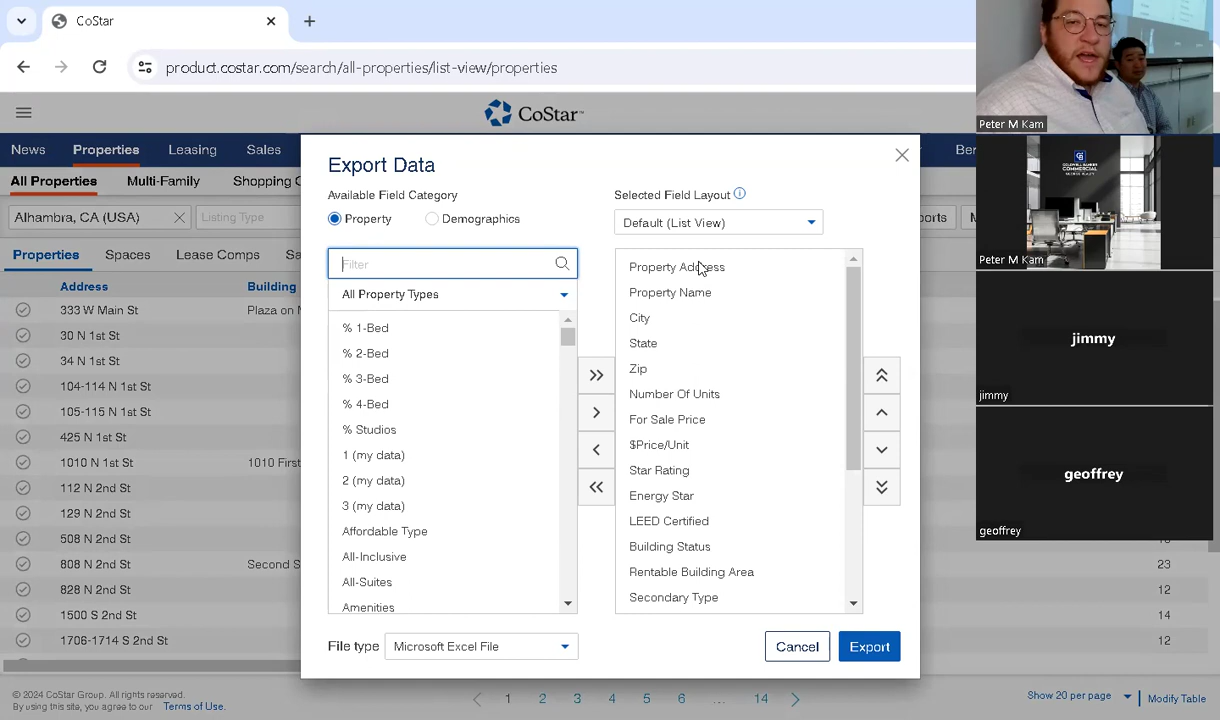 CoStar
product.costar.com/search/all-properties/list-view/properties
CoStar™
News
Properties
Leasing
Sales
Ben
All Properties
Multi-Family
Shopping C
Alhambra, CA (USA)
Listing Type
orts
M
Properties
Spaces
Lease Comps
Sa
Address
Building
333 W Main St
Plaza on M
30 N 1st St
34 N 1st St
104-114 N 1st St
105-115 N 1st St
425 N 1st St
1010 N 1st St
1010 First
112 N 2nd St
129 N 2nd St
508 N 2nd St
808 N 2nd St
Second S
23
828 N 2nd St
12
1500 S 2nd St
14
1706-1714 S 2nd St
12
Export Data
Available Field Category
Property
Demographics
Filter
All Property Types
% 1-Bed
% 2-Bed
% 3-Bed
% 4-Bed
% Studios
1 (my data)
2 (my data)
3 (my data)
Affordable Type
All-Inclusive
All-Suites
Amenities
Selected Field Layout
Default (List View)
Property Address
Property Name
City
State
Zip
Number Of Units
For Sale Price
$Price/Unit
Star Rating
Energy Star
LEED Certified
Building Status
Rentable Building Area
Secondary Type
File type
Microsoft Excel File
Cancel
Export
© 2024 CoStar Group. All rights reserved.
By using this site, you agree to our Terms of Use.
1 2 3 4 5 6 ... 14
Show 20 per page
Modify Table
Peter M Kam
COLDWELL BANKER
COMMERCIAL
Peter M Kam
jimmy
jimmy
geoffrey
geoffrey